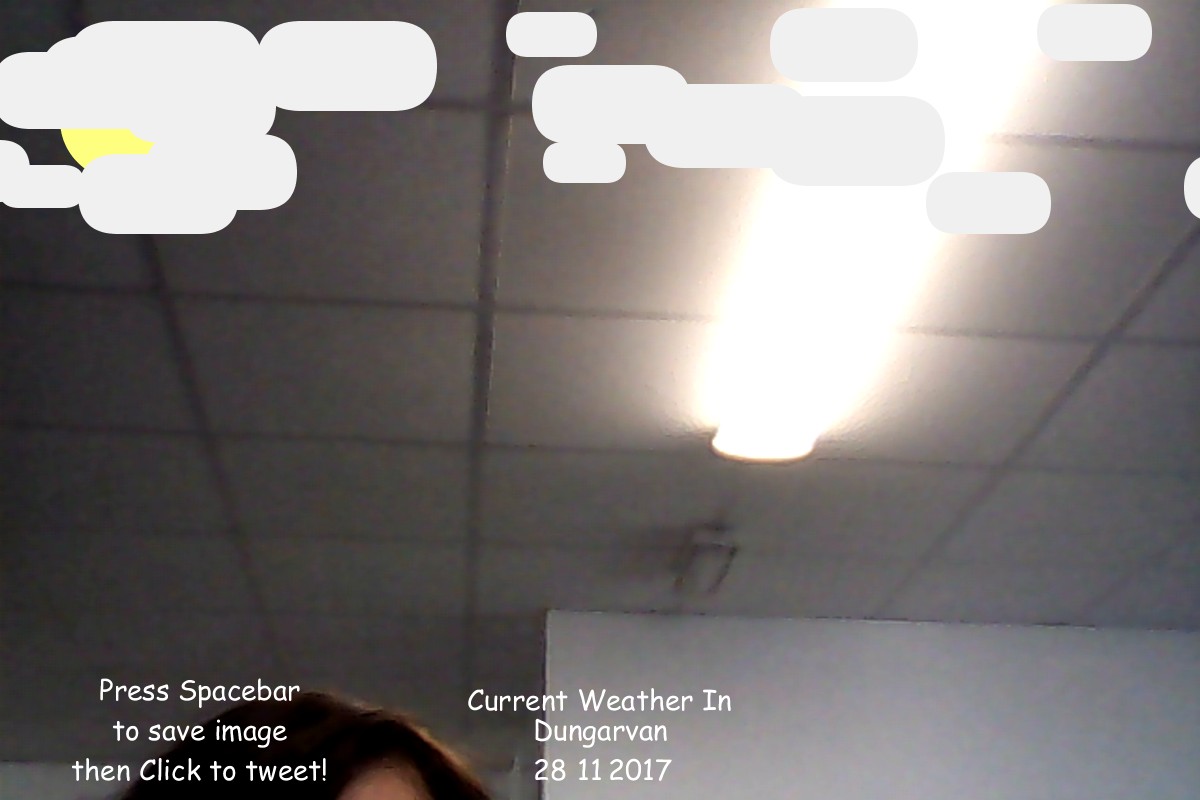 Press Spacebar
to save image
then Click to tweet!
Current Weather In
Dungarvan
28 11 2017